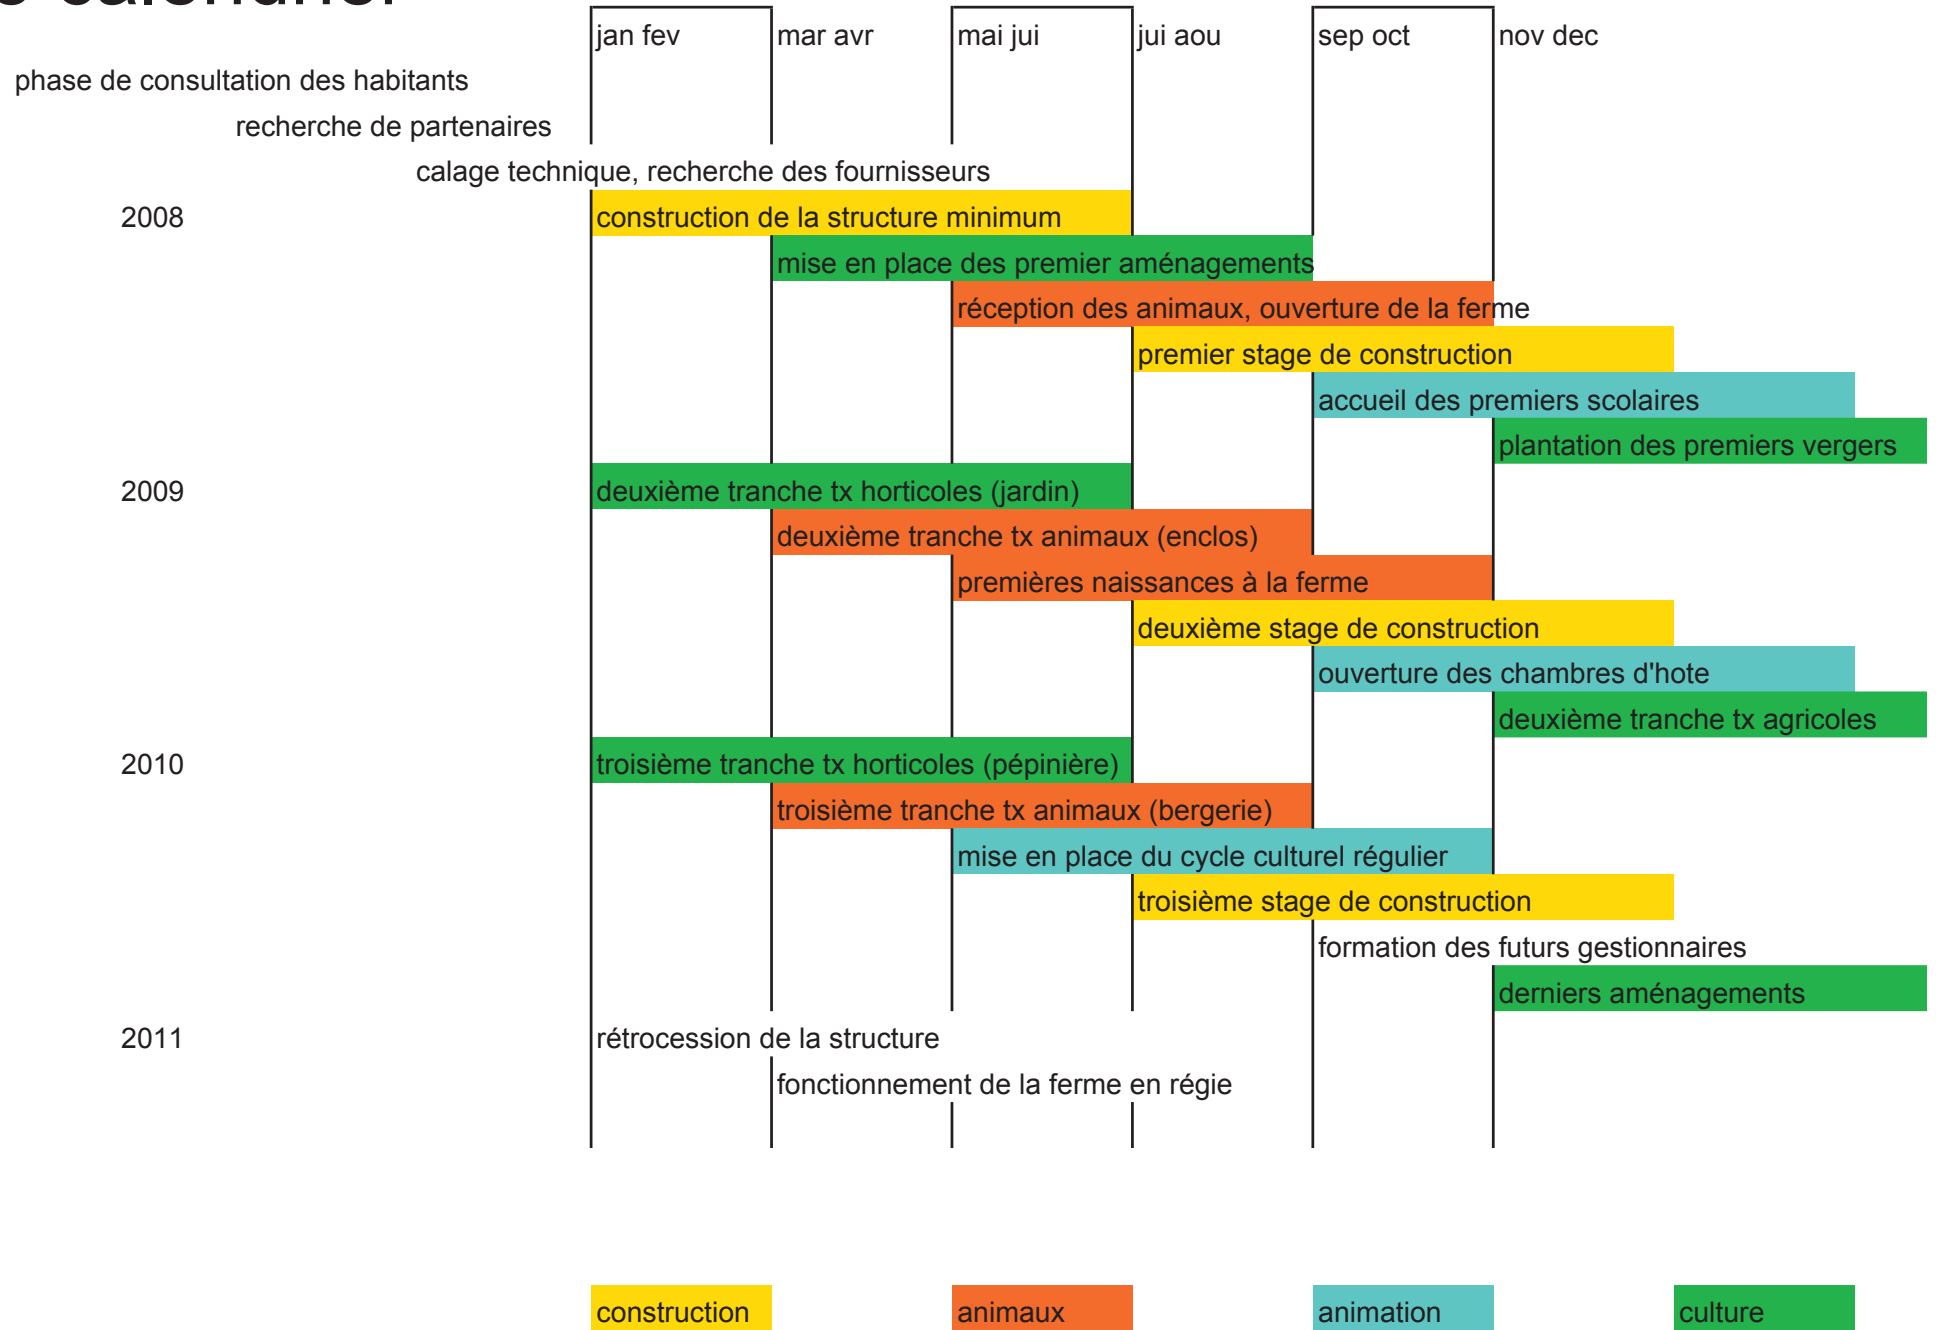 calendrier
jan fev mar avr mai jui jui aou sep oct nov dec
phase de consultation des habitants
recherche de partenaires
calage technique, recherche des fournisseurs
2008 construction de la structure minimum
mise en place des premier aménagements
réception des animaux, ouverture de la ferme
premier stage de construction
accueil des premiers scolaires
plantation des premiers vergers
2009 deuxième tranche tx horticoles (jardin)
deuxième tranche tx animaux (enclos)
premières naissances à la ferme
deuxième stage de construction
ouverture des chambres d'hote
deuxième tranche tx agricoles
2010 troisième tranche tx horticoles (pépinière)
troisième tranche tx animaux (bergerie)
mise en place du cycle culturel régulier
troisième stage de construction
formation des futurs gestionnaires
derniers aménagements
2011 rétrocession de la structure
fonctionnement de la ferme en régie
construction animaux animation culture